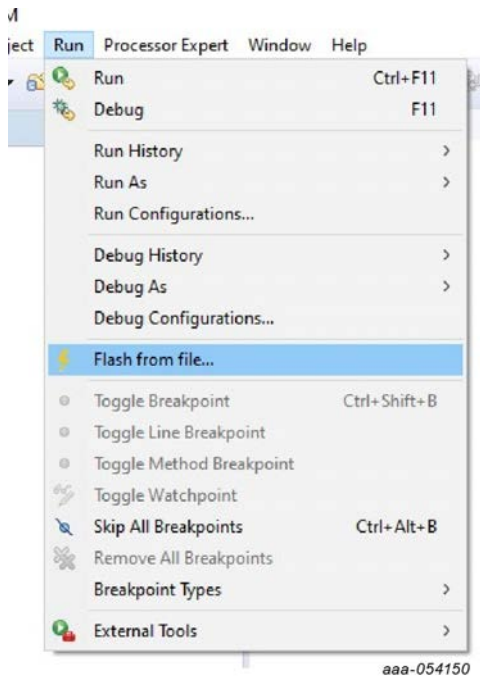 M
ject Run Processor Expert Window Help
Run Ctrl+F11
Debug F11
Run History
Run As
Run Configurations...
Debug History
Debug As
Debug Configurations...
Flash from file...
Toggle Breakpoint Ctrl+Shift+B
Toggle Line Breakpoint
Toggle Method Breakpoint
Toggle Watchpoint
Skip All Breakpoints Ctrl+Alt+B
Remove All Breakpoints
Breakpoint Types
External Tools
aaa-054150